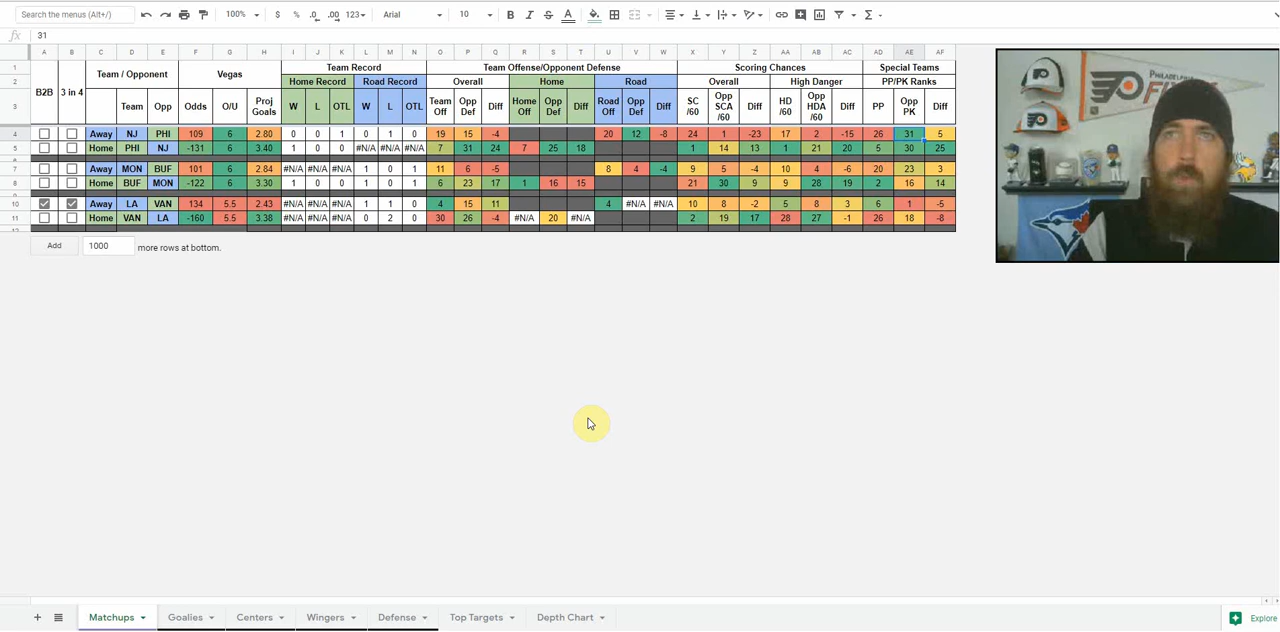 Search the menus (Alt+/) 100% $ % .0 .00 123 Arial 10 B I S A
fx 31
A B C D E F G H I J K L M N O P Q R S T U V W X Y Z AA AB AC AD AE AF
1 B2B 3 in 4 Team / Opponent Vegas Team Record Team Offense/Opponent Defense Scoring Chances Special Teams
2 Home Record Road Record Overall Home Road Overall High Danger PP/PK Ranks
3 Team Opp Odds O/U Proj Goals W L OTL W L OTL Team Off Opp Def Diff Home Off Opp Def Diff Road Off Opp Def Diff SC /60 Opp SCA /60 Diff HD /60 Opp HDA /60 Diff PP Opp PK Diff
4 Away NJ PHI 109 6 2.80 0 0 1 0 1 0 19 15 -4 20 12 -8 24 1 -23 17 2 -15 26 31 5
5 Home PHI NJ -131 6 3.40 1 0 0 #N/A #N/A #N/A 7 31 24 7 25 18 1 14 13 1 21 20 5 30 25
7 Away MON BUF 101 6 2.84 #N/A #N/A #N/A 1 0 1 11 6 -5 8 4 -4 9 5 -4 10 4 -6 20 23 3
8 Home BUF MON -122 6 3.30 1 0 0 1 0 1 6 23 17 1 16 15 21 30 9 9 28 19 2 16 14
10 Away LA VAN 134 5.5 2.43 #N/A #N/A #N/A 1 1 0 4 15 11 4 #N/A #N/A 10 8 -2 5 8 3 6 1 -5
11 Home VAN LA -160 5.5 3.38 #N/A #N/A #N/A 0 2 0 30 26 -4 #N/A 20 #N/A 2 19 17 28 27 -1 26 18 -8
Add 1000 more rows at bottom.
PHILADELPHIA
Matchups Goalies Centers Wingers Defense Top Targets Depth Chart Explore